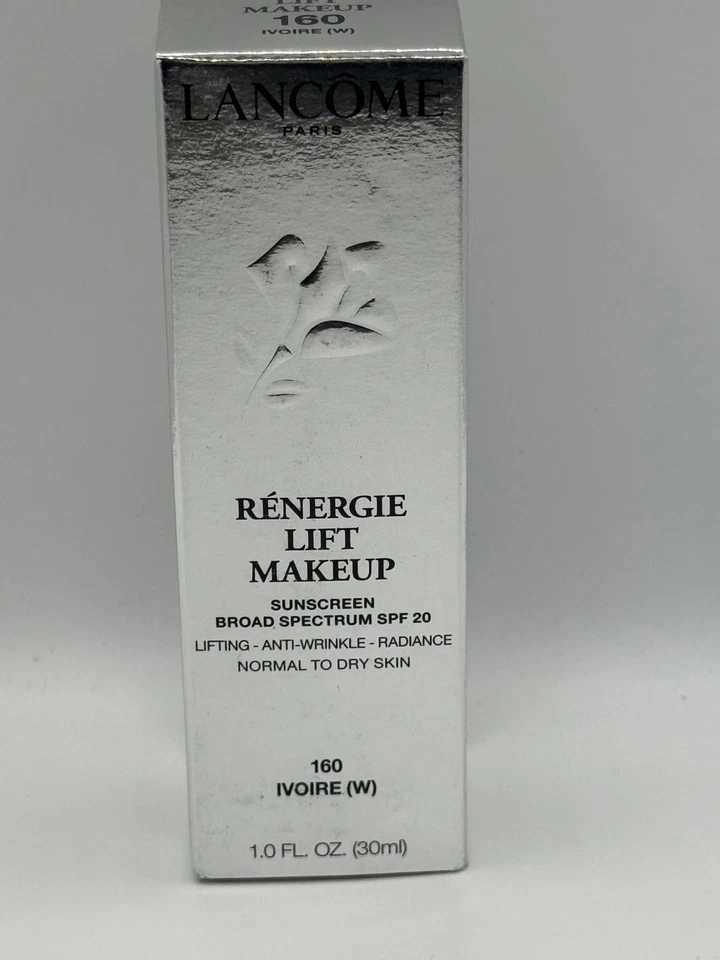 LIFT
MAKEUP
160
IVOIRE (W)
LANCÔME
PARIS
RÉNERGIE
LIFT
MAKEUP
SUNSCREEN
BROAD SPECTRUM SPF 20
LIFTING - ANTI-WRINKLE - RADIANCE
NORMAL TO DRY SKIN
160
IVOIRE (W)
1.0 FL. OZ. (30ml)